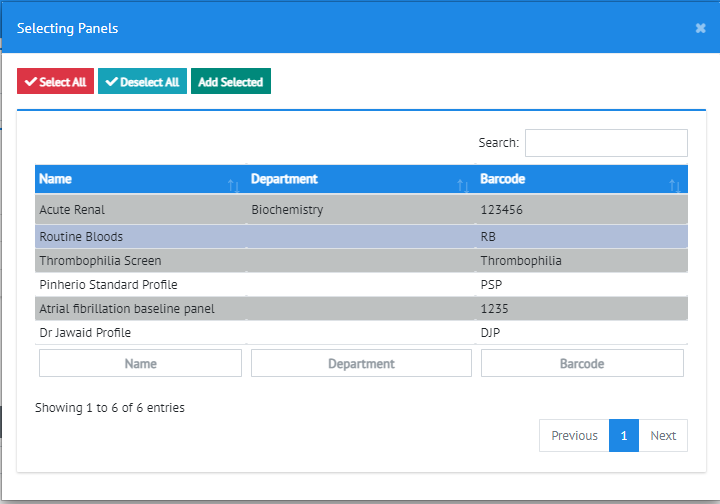 Selecting Panels
Select All Deselect All Add Selected
Search:
Name Department Barcode
Acute Renal Biochemistry 123456
Routine Bloods RB
Thrombophilia Screen Thrombophilia
Pinherio Standard Profile PSP
Atrial fibrillation baseline panel 1235
Dr Jawaid Profile DJP
Name Department Barcode
Showing 1 to 6 of 6 entries
Previous 1 Next